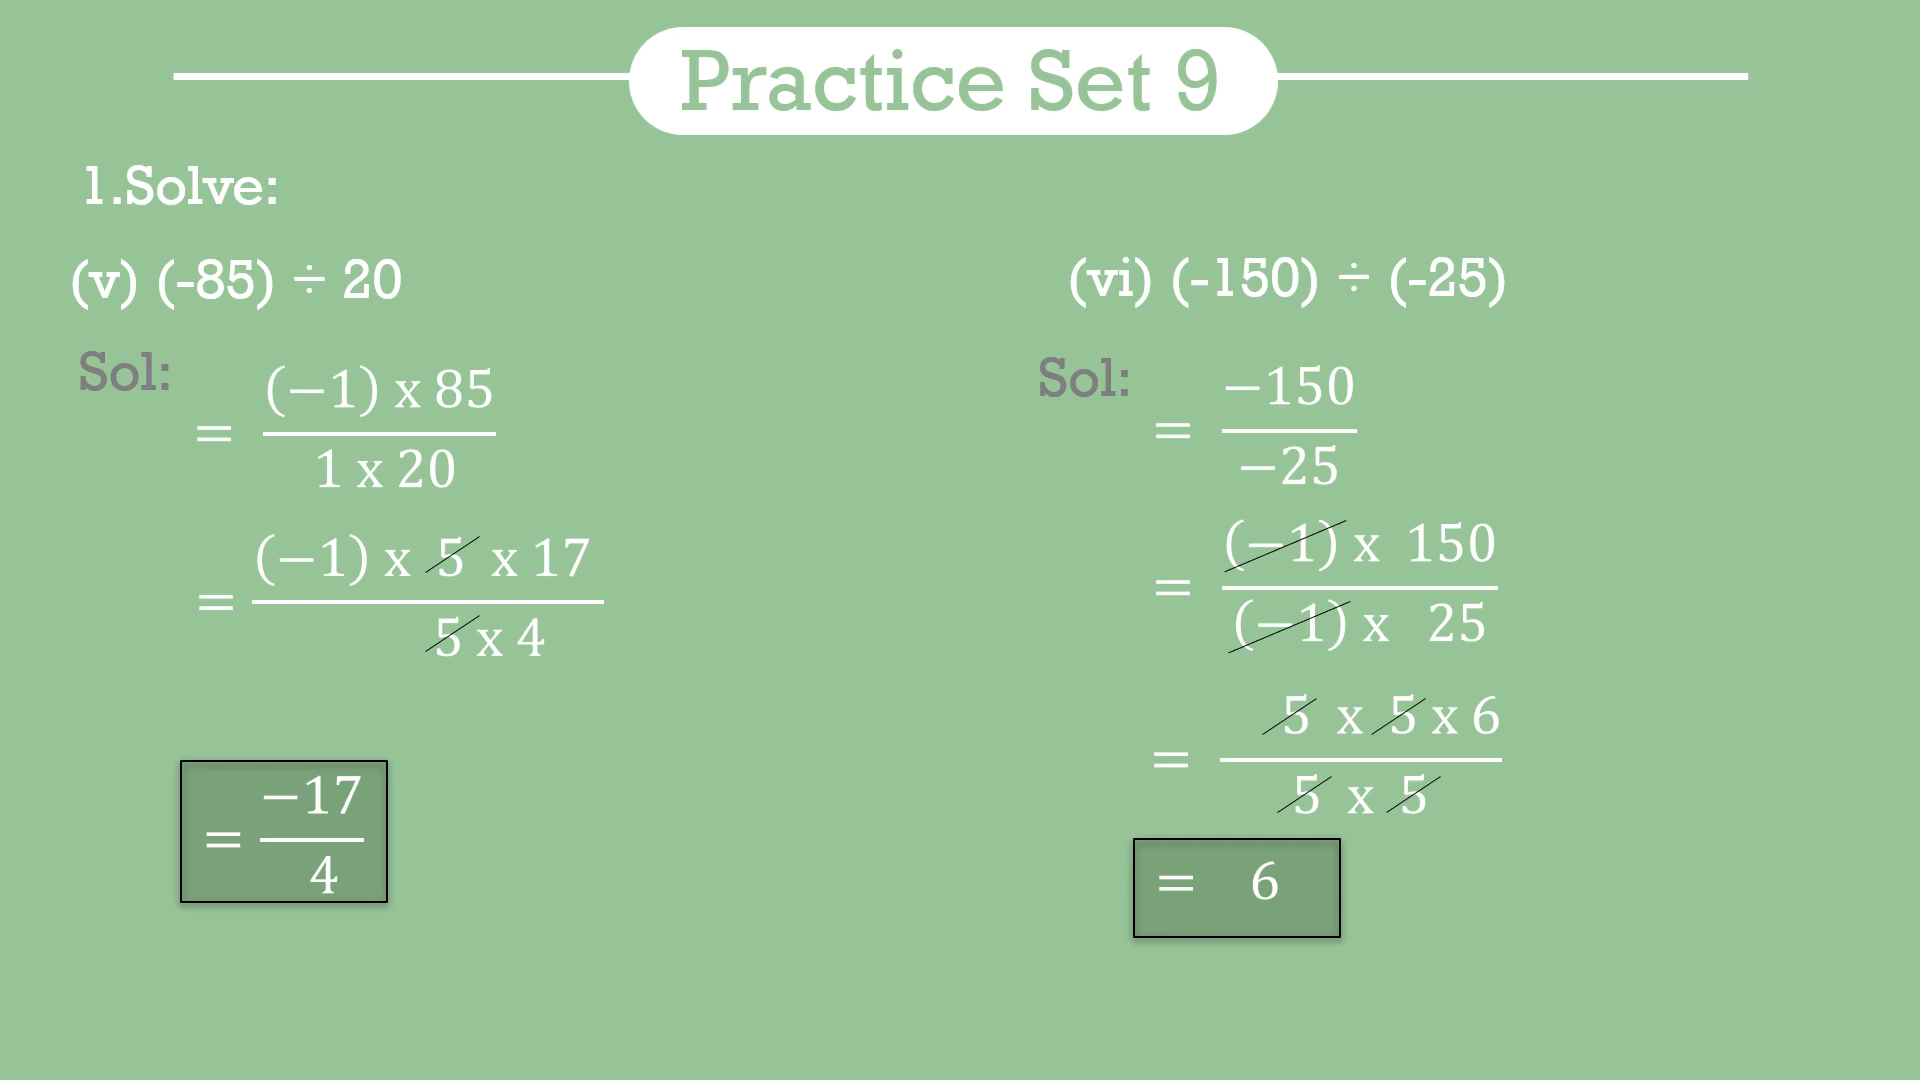 Practice Set 9
1.Solve:
(v) (-85) ÷ 20
Sol:
= (−1) x 85
1 x 20
= (−1) x 5 x 17
5 x 4
= −17
4
(vi) (-150) ÷ (-25)
Sol:
= −150
−25
= (−1) x 150
(−1) x 25
= 5 x 5 x 6
5 x 5
= 6